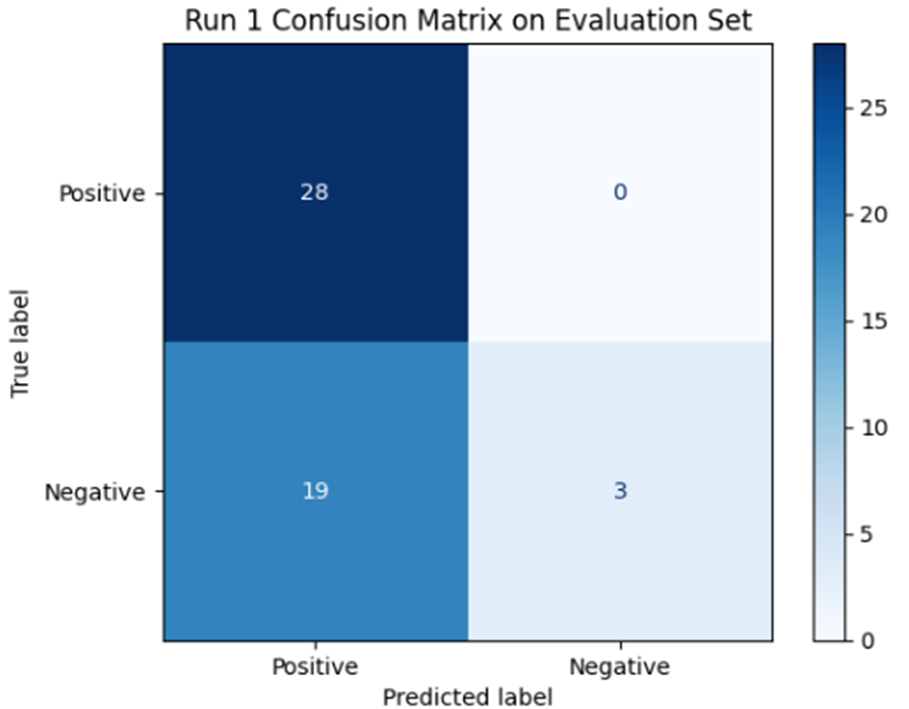 Run 1 Confusion Matrix on Evaluation Set
True label
Positive
28
0
Negative
19
3
Positive
Negative
Predicted label
25
20
15
10
5
0